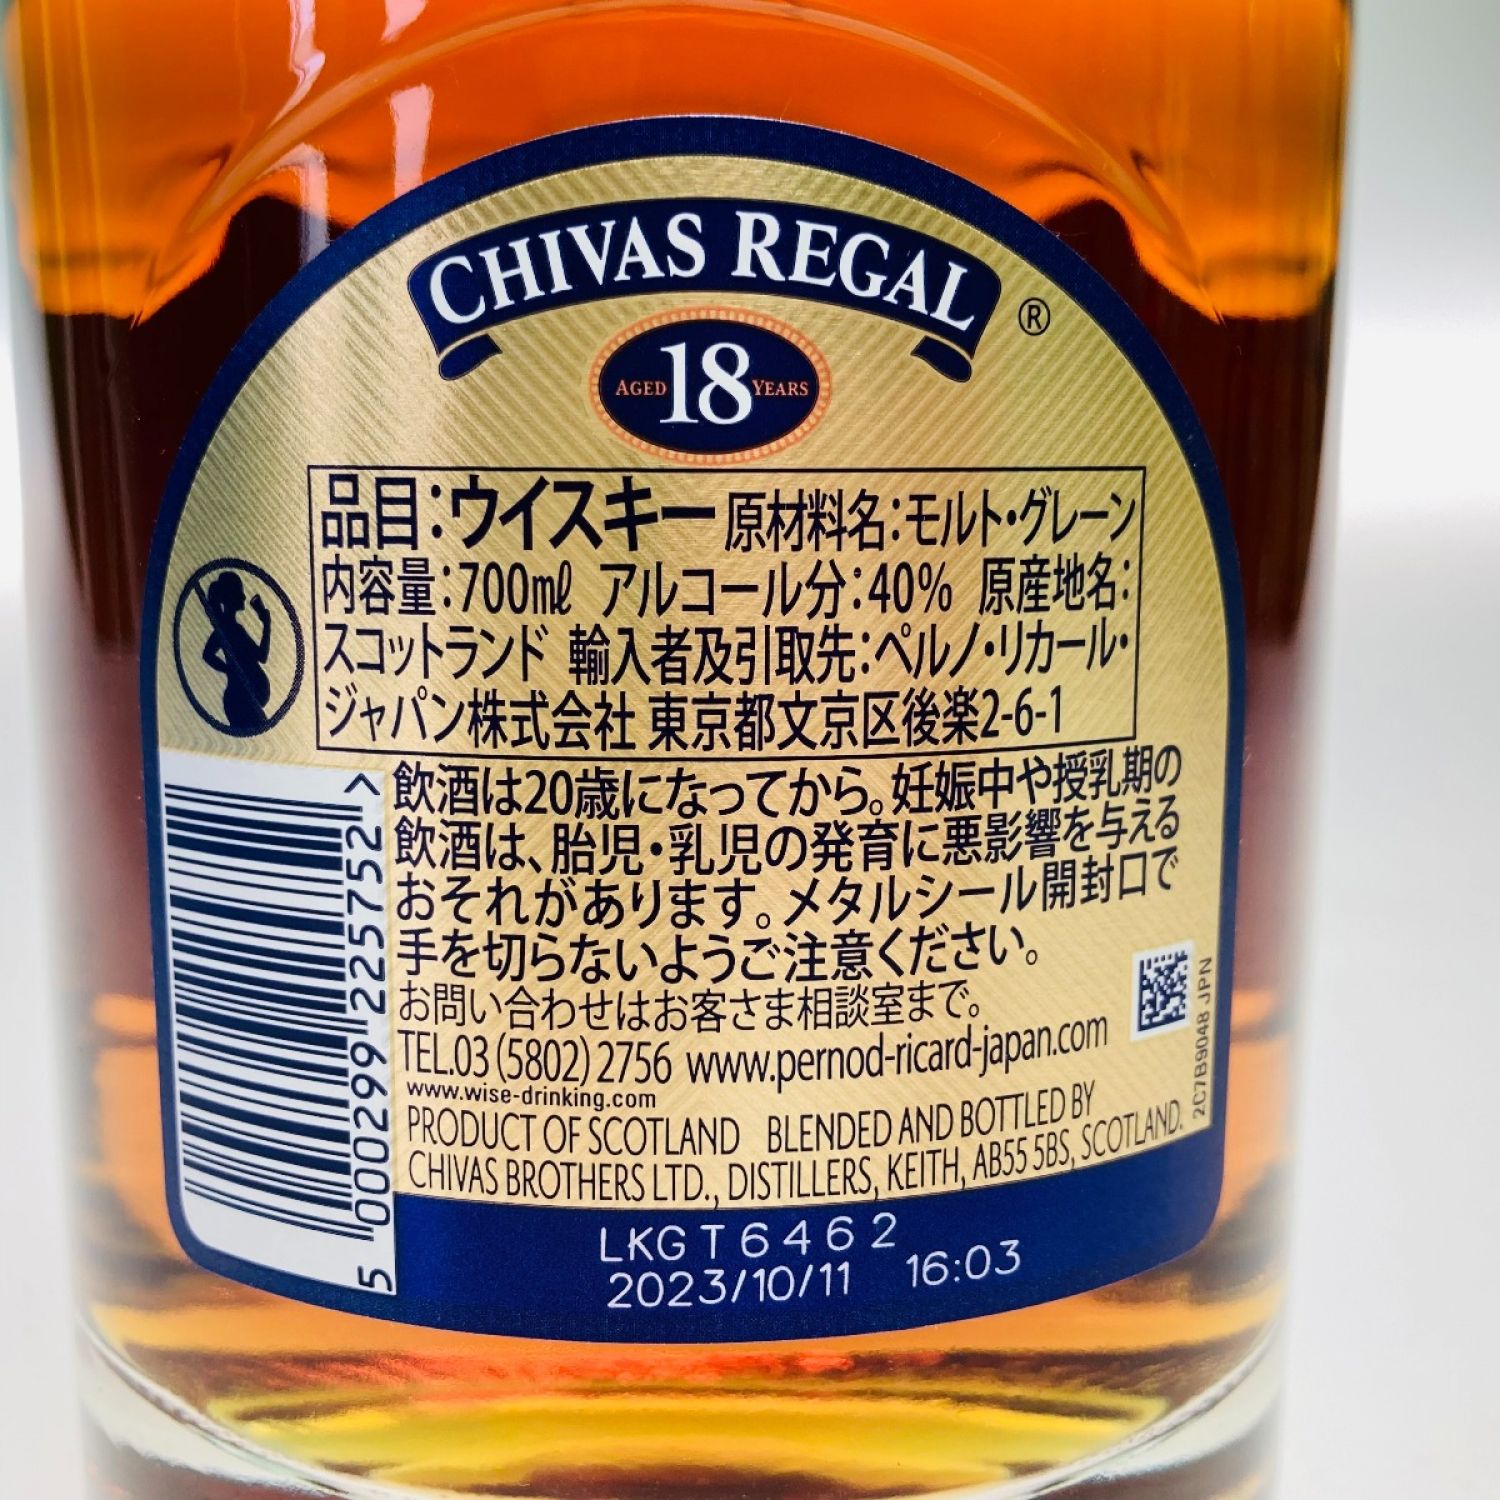 CHIVAS REGAL ®
AGED 18 YEARS
品目:ウイスキー 原材料名:モルト・グレーン
内容量:700mℓ アルコール分:40% 原産地名:
スコットランド 輸入者及引取先:ペルノ・リカール・
ジャパン株式会社 東京都文京区後楽2-6-1
飲酒は20歳になってから。妊娠中や授乳期の
飲酒は、胎児・乳児の発育に悪影響を与える
おそれがあります。メタルシール開封口で
手を切らないようご注意ください。
お問い合わせはお客さま相談室まで。
TEL.03 (5802) 2756 www.pernod-ricard-japan.com
www.wise-drinking.com
PRODUCT OF SCOTLAND BLENDED AND BOTTLED BY
CHIVAS BROTHERS LTD., DISTILLERS, KEITH, AB55 5BS, SCOTLAND.
5 000299 225752 >
2C7B9048 JPN
LKGT6462
2023/10/11 16:03